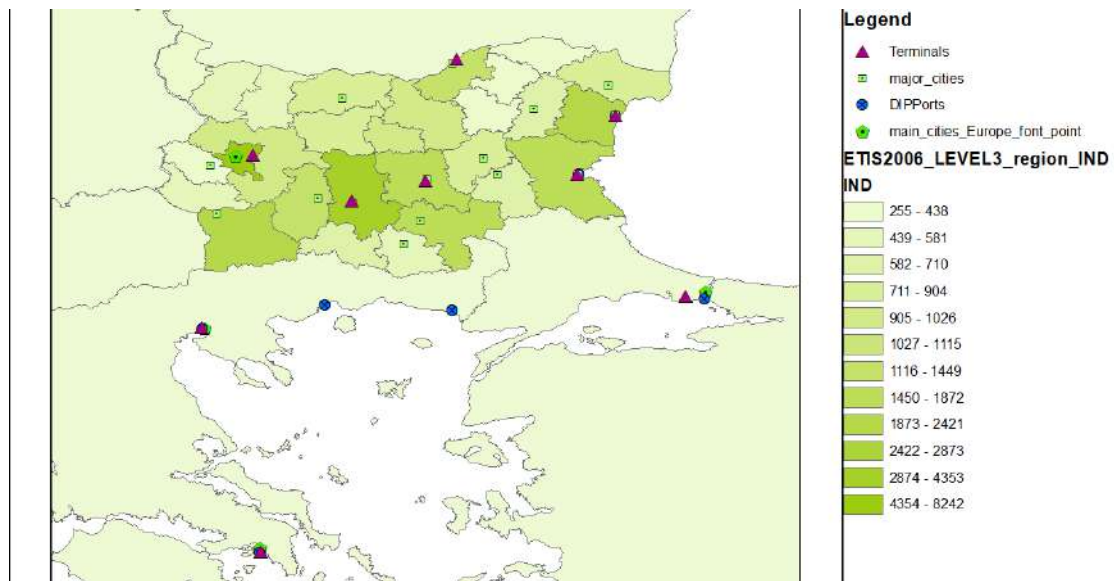 Legend
Terminals
major_cities
DIPPorts
main_cities_Europe_font_point
ETIS2006_LEVEL3_region_IND
IND
255 - 438
439 - 581
582 - 710
711 - 904
905 - 1026
1027 - 1115
1116 - 1449
1450 - 1872
1873 - 2421
2422 - 2873
2874 - 4353
4354 - 8242